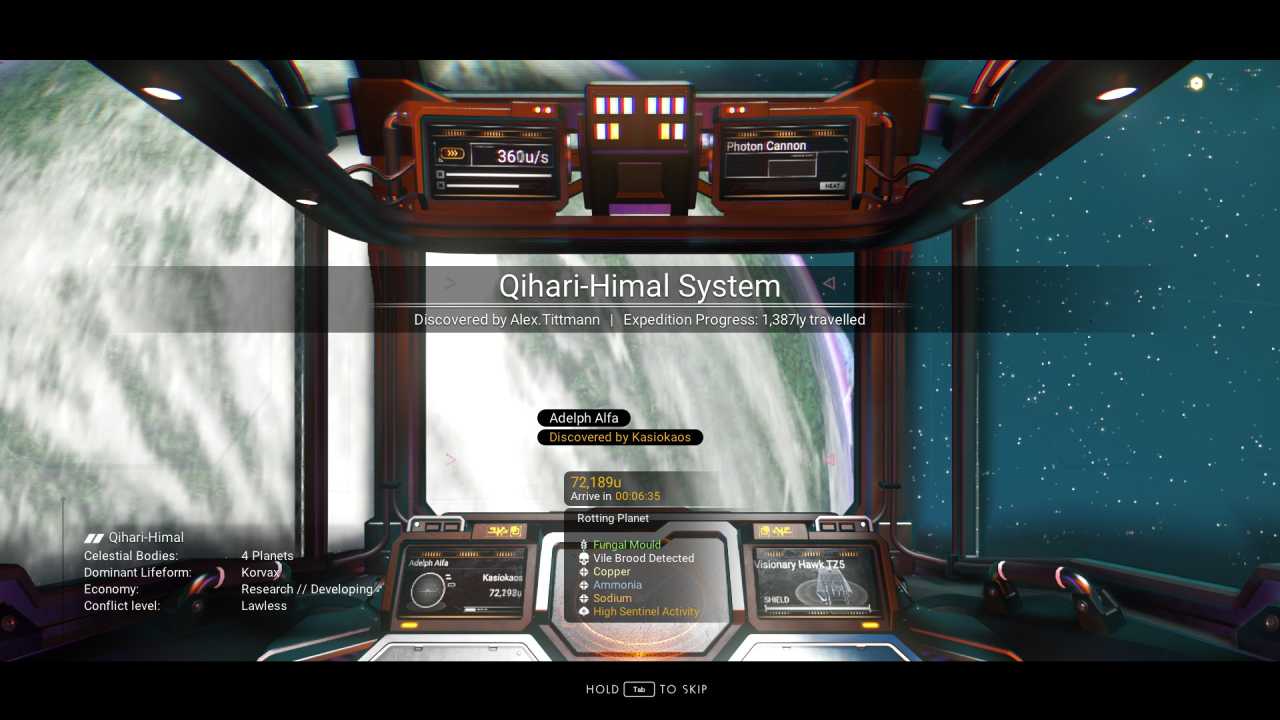 360u/s
Photon Cannon
HEAT
Qihari-Himal System
Discovered by Alex.Tittmann | Expedition Progress: 1,387ly travelled
Adelph Alfa
Discovered by Kasiokaos
72,189u
Arrive in 00:06:35
Rotting Planet
Fungal Mould
Vile Brood Detected
Copper
Ammonia
Sodium
High Sentinel Activity
Qihari-Himal
Celestial Bodies: 4 Planets
Dominant Lifeform: Korvax
Economy: Research // Developing
Conflict level: Lawless
Adelph Alfa
Kasiokaos
72,193u
Visionary Hawk TZ5
SHIELD
HOLD Tab TO SKIP